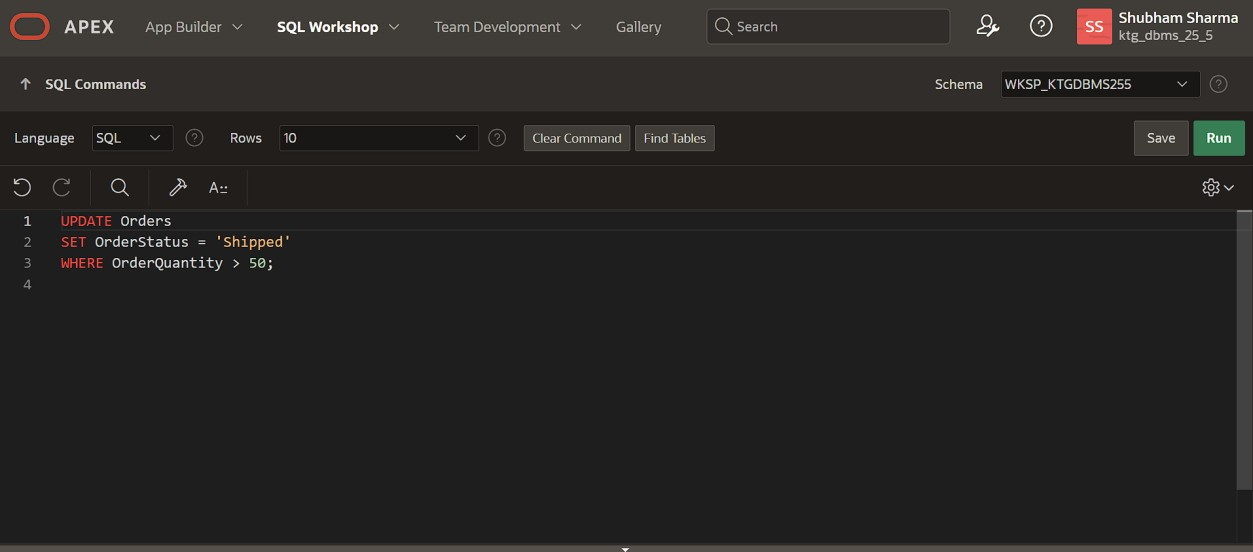 APEX App Builder SQL Workshop Team Development Gallery Search SS Shubham Sharma
ktg_dbms_25_5
SQL Commands Schema WKSP_KTGDBMS255
Language SQL Rows 10 Clear Command Find Tables Save Run
A::
1 UPDATE Orders
2 SET OrderStatus = 'Shipped'
3 WHERE OrderQuantity > 50;
4